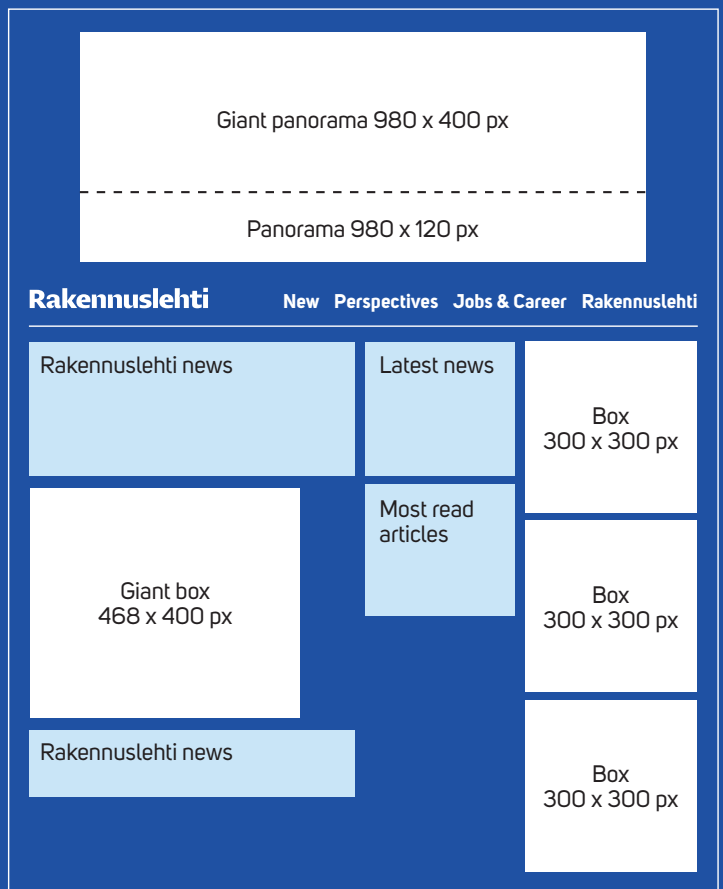 Giant panorama 980 x 400 px
Panorama 980 x 120 px
Rakennuslehti
New Perspectives Jobs & Career Rakennuslehti
Rakennuslehti news
Latest news
Box
300 x 300 px
Most read
articles
Giant box
468 x 400 px
Box
300 x 300 px
Rakennuslehti news
Box
300 x 300 px